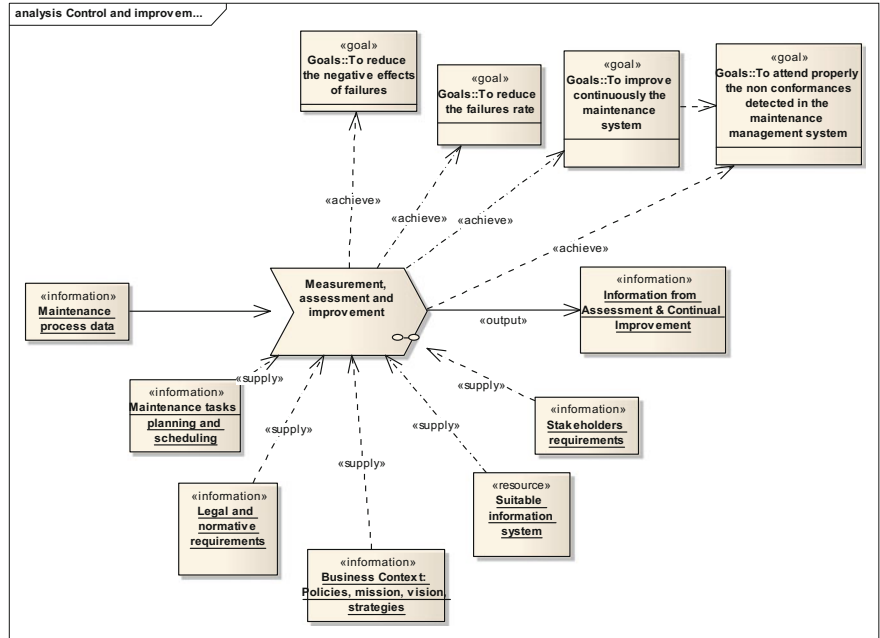 analysis Control and improvem...
«goal»
Goals::To reduce
the negative effects
of failures
«goal»
Goals::To reduce
the failures rate
«goal»
Goals::To improve
continuously the
maintenance
system
«goal»
Goals::To attend properly
the non conformances
detected in the
maintenance
management system
«achieve»
«achieve»
«achieve»
«achieve»
«information»
Maintenance
process data
Measurement,
assessment and
improvement
«output»
«information»
Information from
Assessment & Continual
Improvement
«supply»
«supply»
«supply»
«supply»
«supply»
«information»
Maintenance tasks
planning and
scheduling
«information»
Stakeholders
requirements
«information»
Legal and
normative
requirements
«resource»
Suitable
information
system
«information»
Business Context:
Policies, mission, vision,
strategies